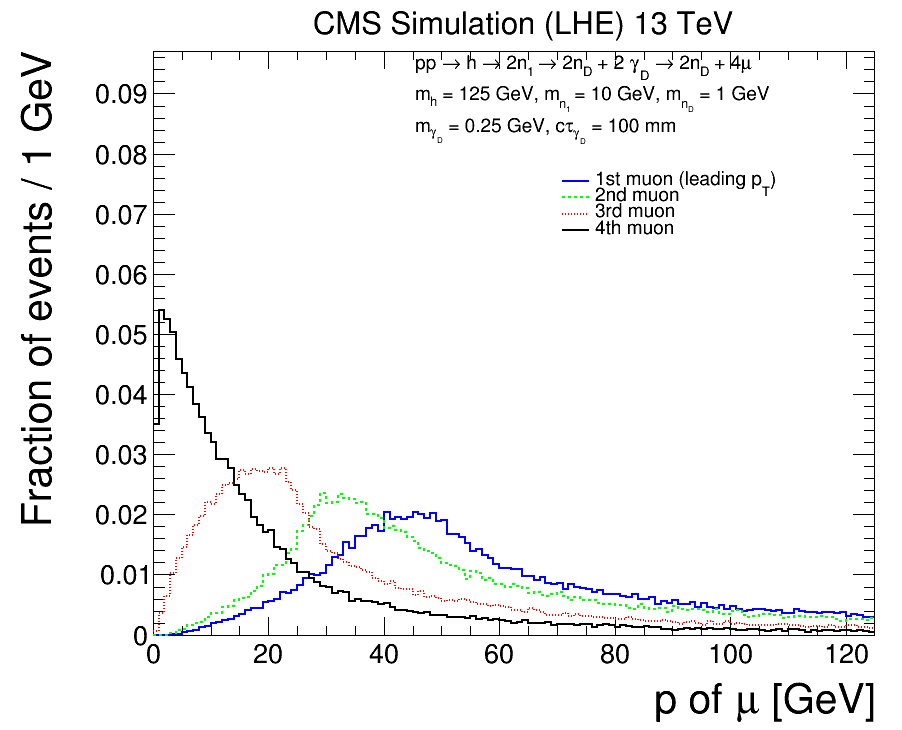 CMS Simulation (LHE) 13 TeV
pp → h → 2n₁ → 2n_D + 2 γ_D → 2n_D + 4μ
m_h = 125 GeV, m_n₁ = 10 GeV, m_n_D = 1 GeV
m_γ_D = 0.25 GeV, cτ_γ_D = 100 mm
1st muon (leading p_T)
2nd muon
3rd muon
4th muon
Fraction of events / 1 GeV
0.09
0.08
0.07
0.06
0.05
0.04
0.03
0.02
0.01
0
0 20 40 60 80 100 120
p of μ [GeV]